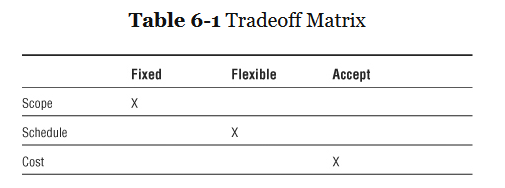 Table 6-1 Tradeoff Matrix
Fixed Flexible Accept
Scope X
Schedule X
Cost X